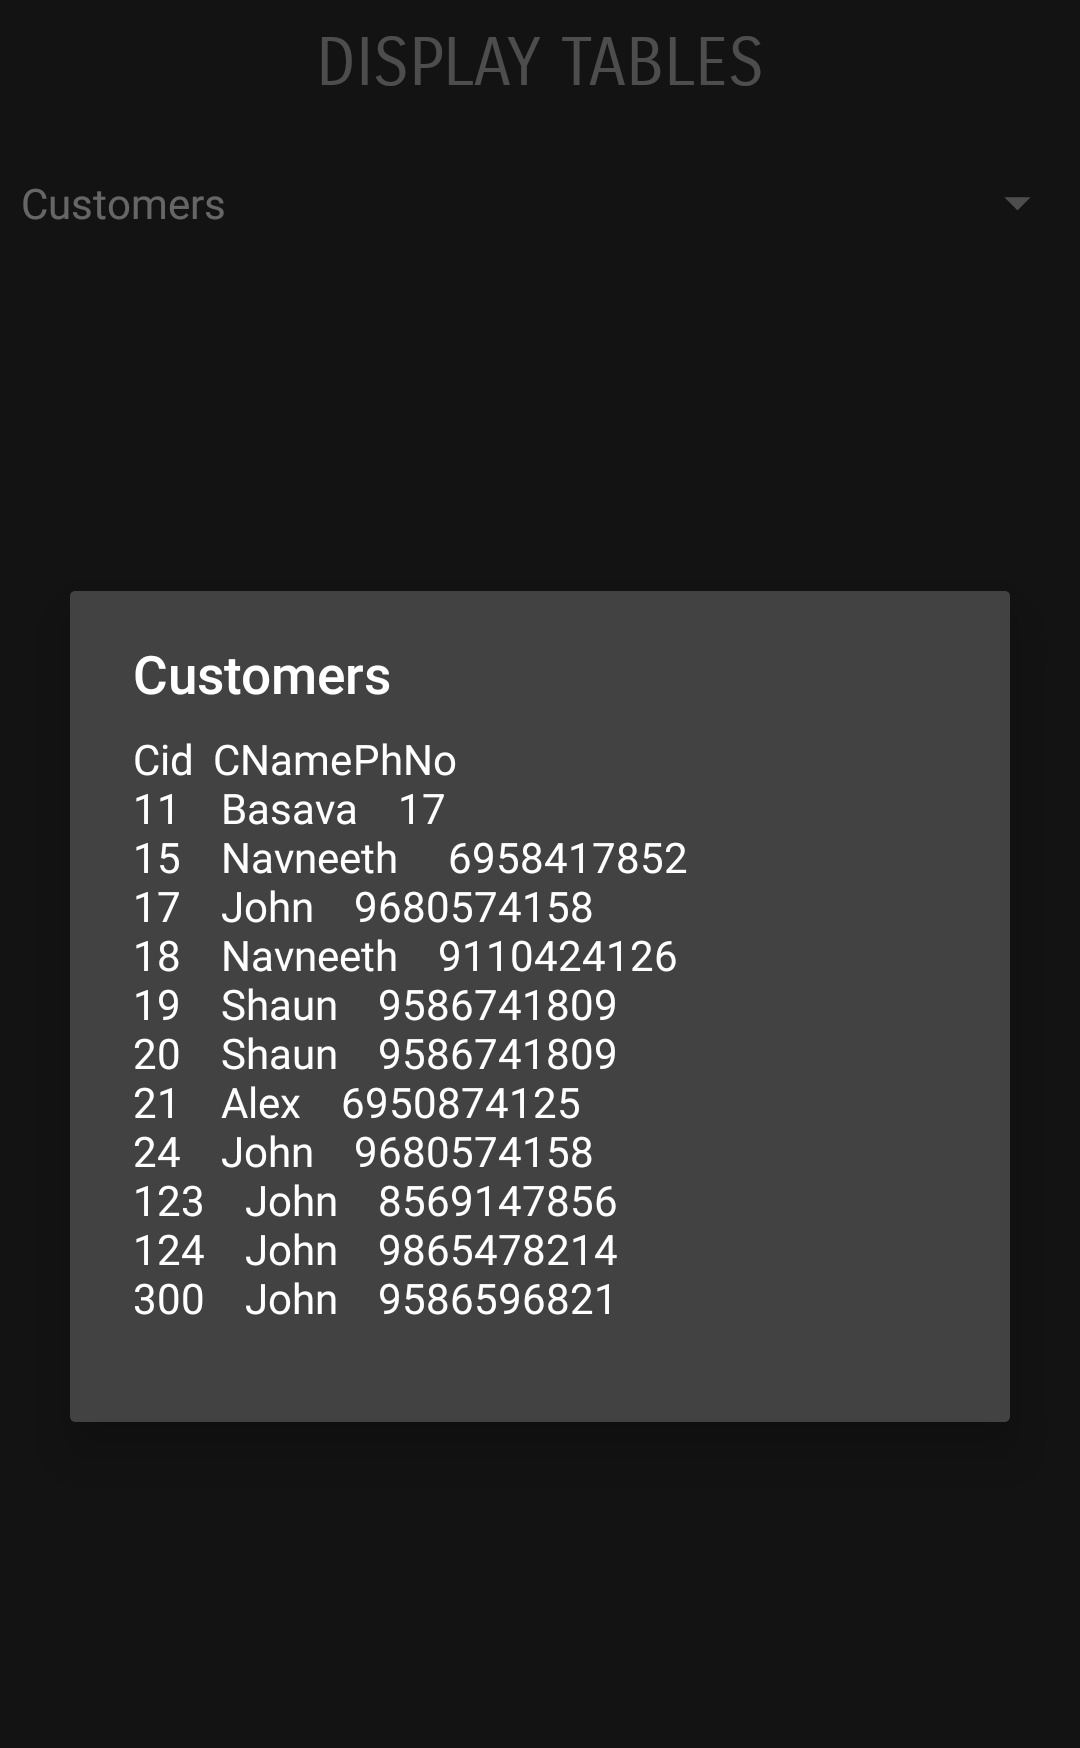 DISPLAY TABLES
Customers
Customers
Cid CNamePhNo
11 Basava 17
15 Navneeth 6958417852
17 John 9680574158
18 Navneeth 9110424126
19 Shaun 9586741809
20 Shaun 9586741809
21 Alex 6950874125
24 John 9680574158
123 John 8569147856
124 John 9865478214
300 John 9586596821